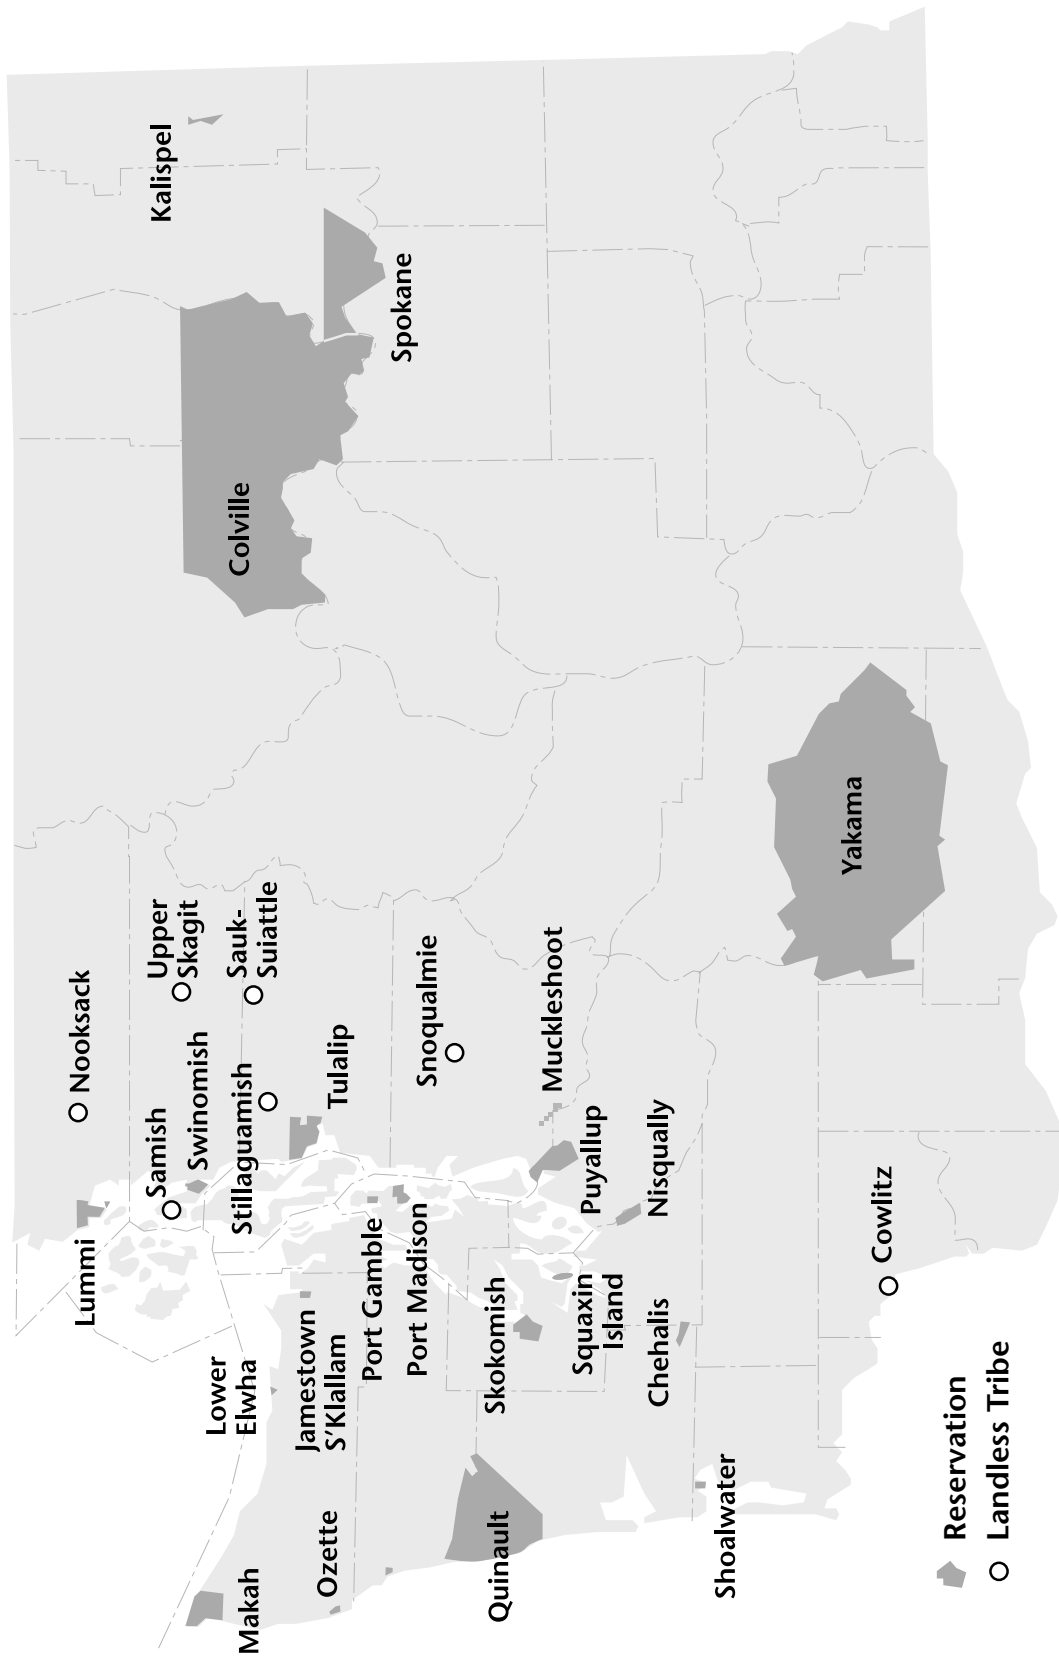 Lummi
Nooksack
Samish
Upper
Skagit
Swinomish
Sauk-
Suiattle
Stillaguamish
Tulalip
Kalispel
Colville
Spokane
Makah
Lower
Elwha
Ozette
Jamestown
S'Klallam
Port Gamble
Port Madison
Snoqualmie
Muckleshoot
Quinault
Skokomish
Squaxin
Island
Puyallup
Nisqually
Chehalis
Shoalwater
Yakama
Cowlitz
Reservation
Landless Tribe